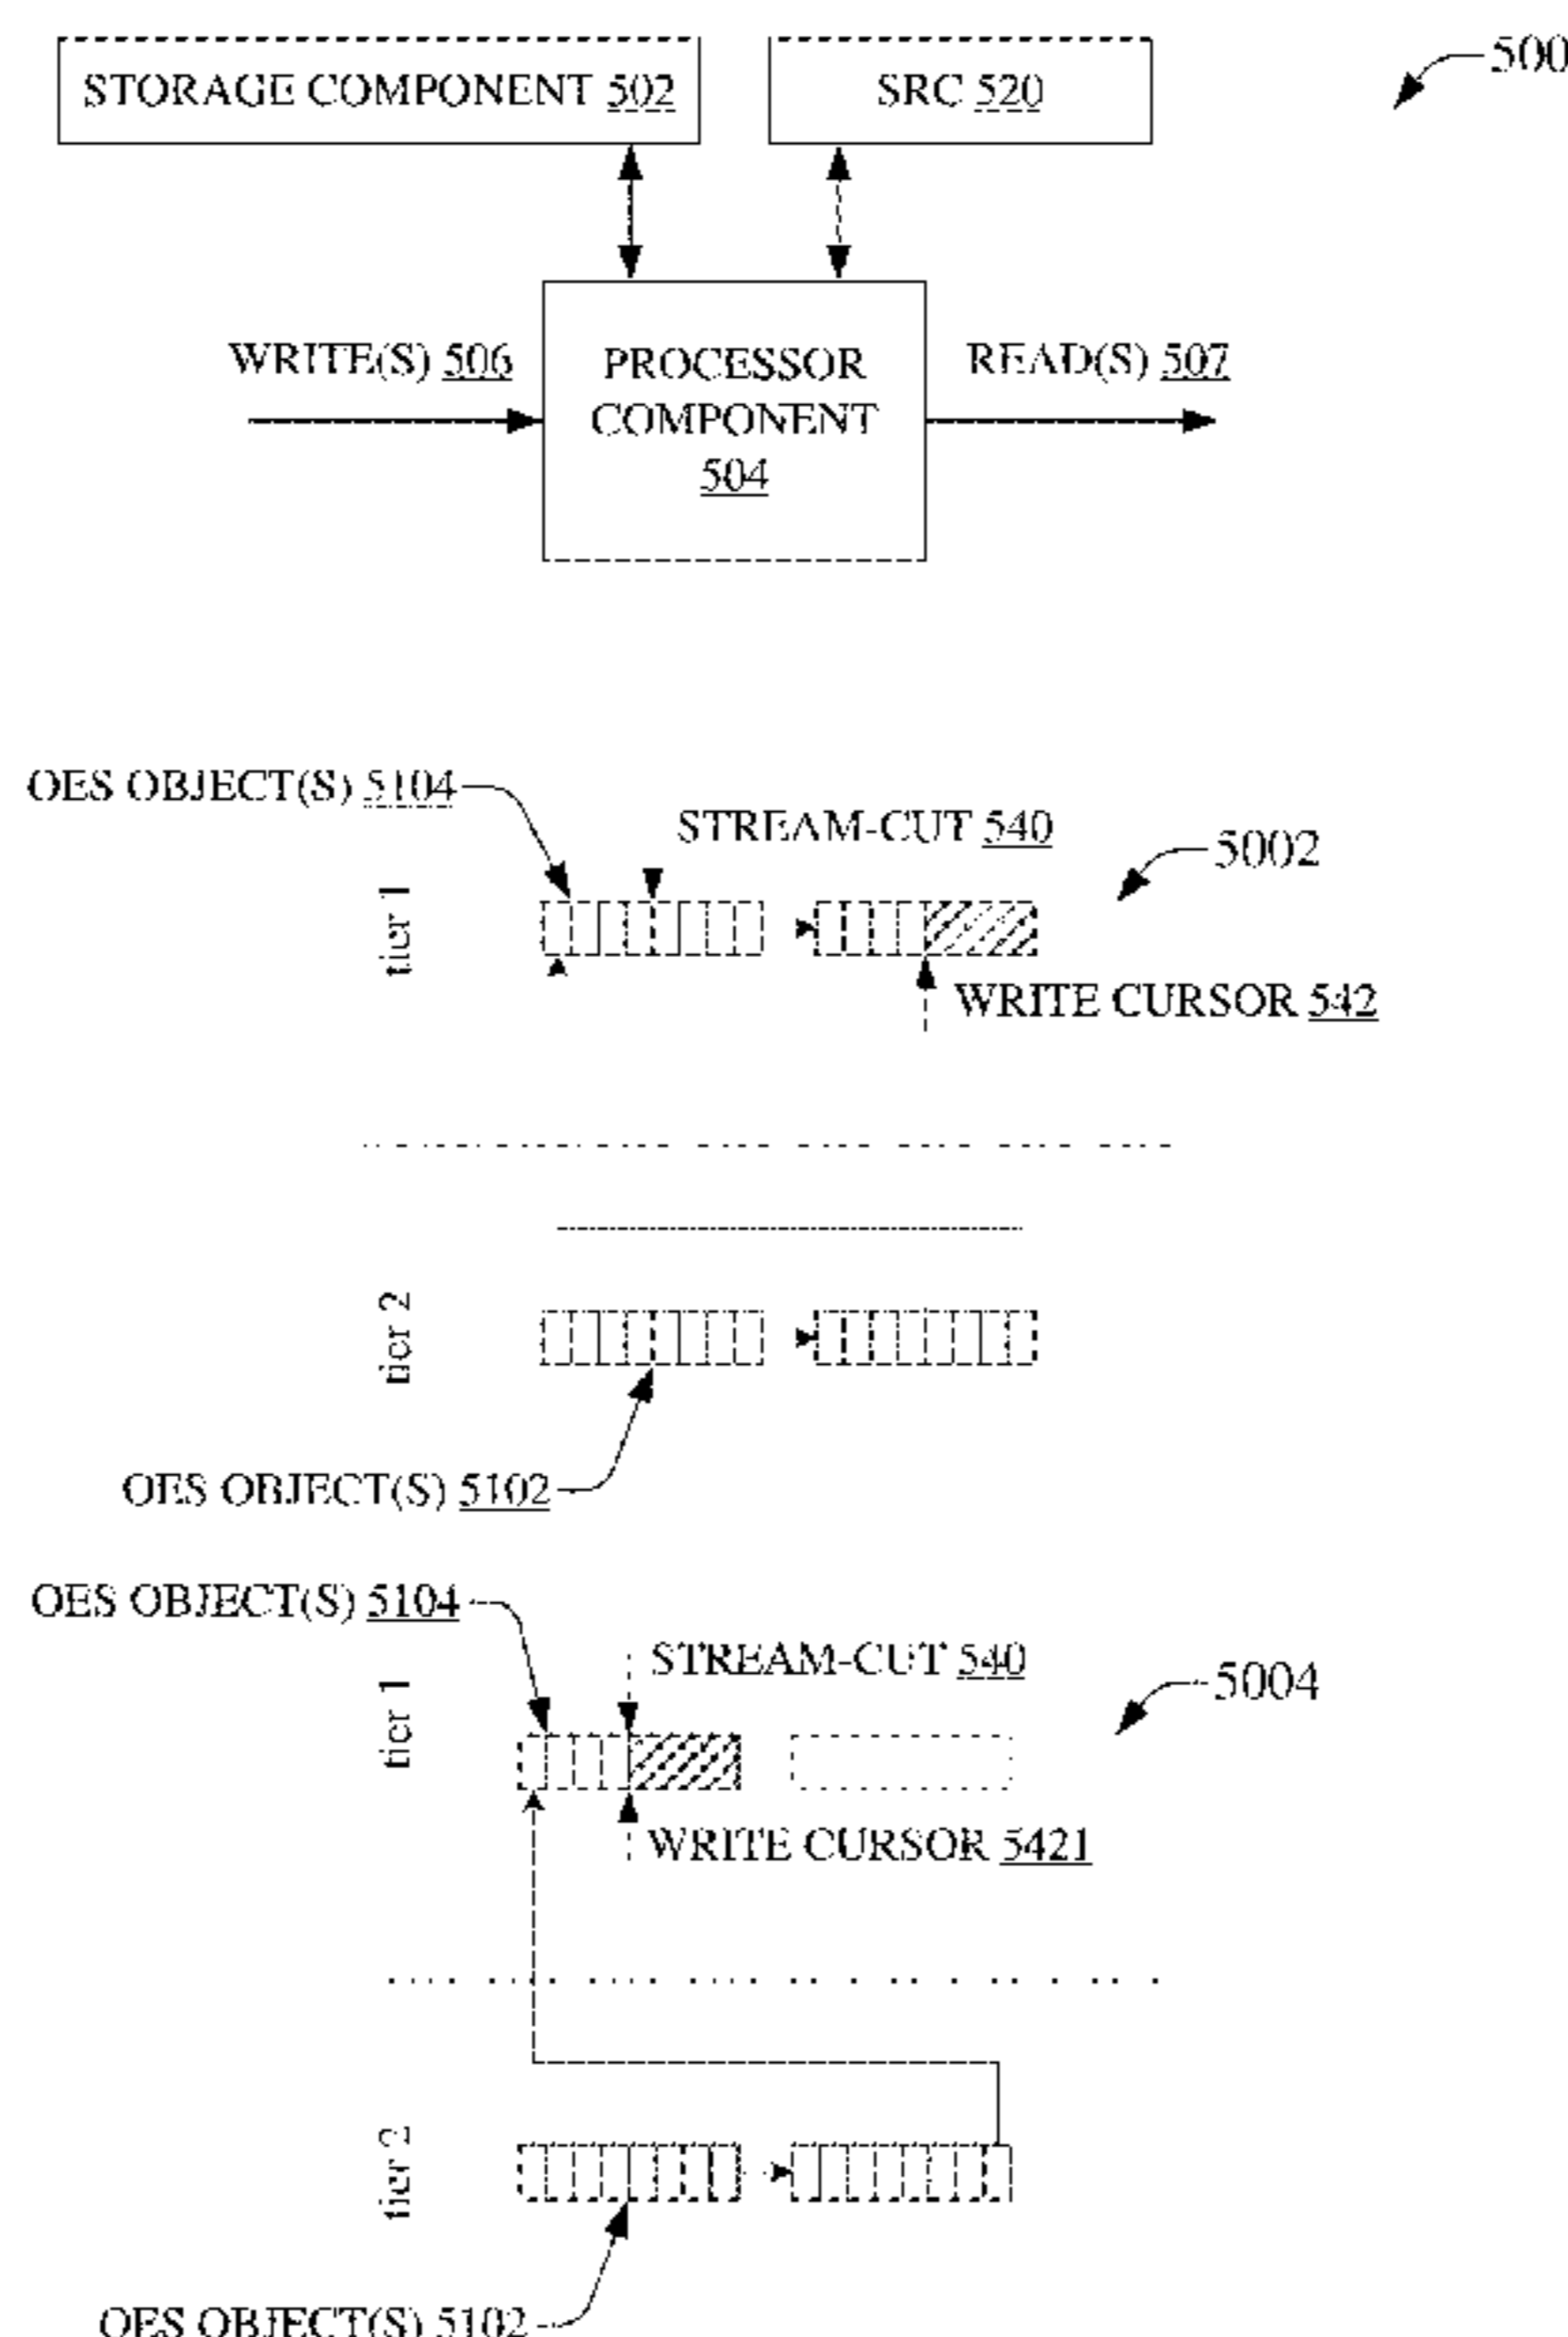 STORAGE COMPONENT 502
SRC 520
500
WRITE(S) 506
PROCESSOR
COMPONENT
504
READ(S) 507
OES OBJECT(S) 5104
STREAM-CUT 540
5002
tier 1
WRITE CURSOR 542
tier 2
OES OBJECT(S) 5102
OES OBJECT(S) 5104
STREAM-CUT 540
5004
tier 1
WRITE CURSOR 5421
tier 2
OES OBJECT(S) 5102